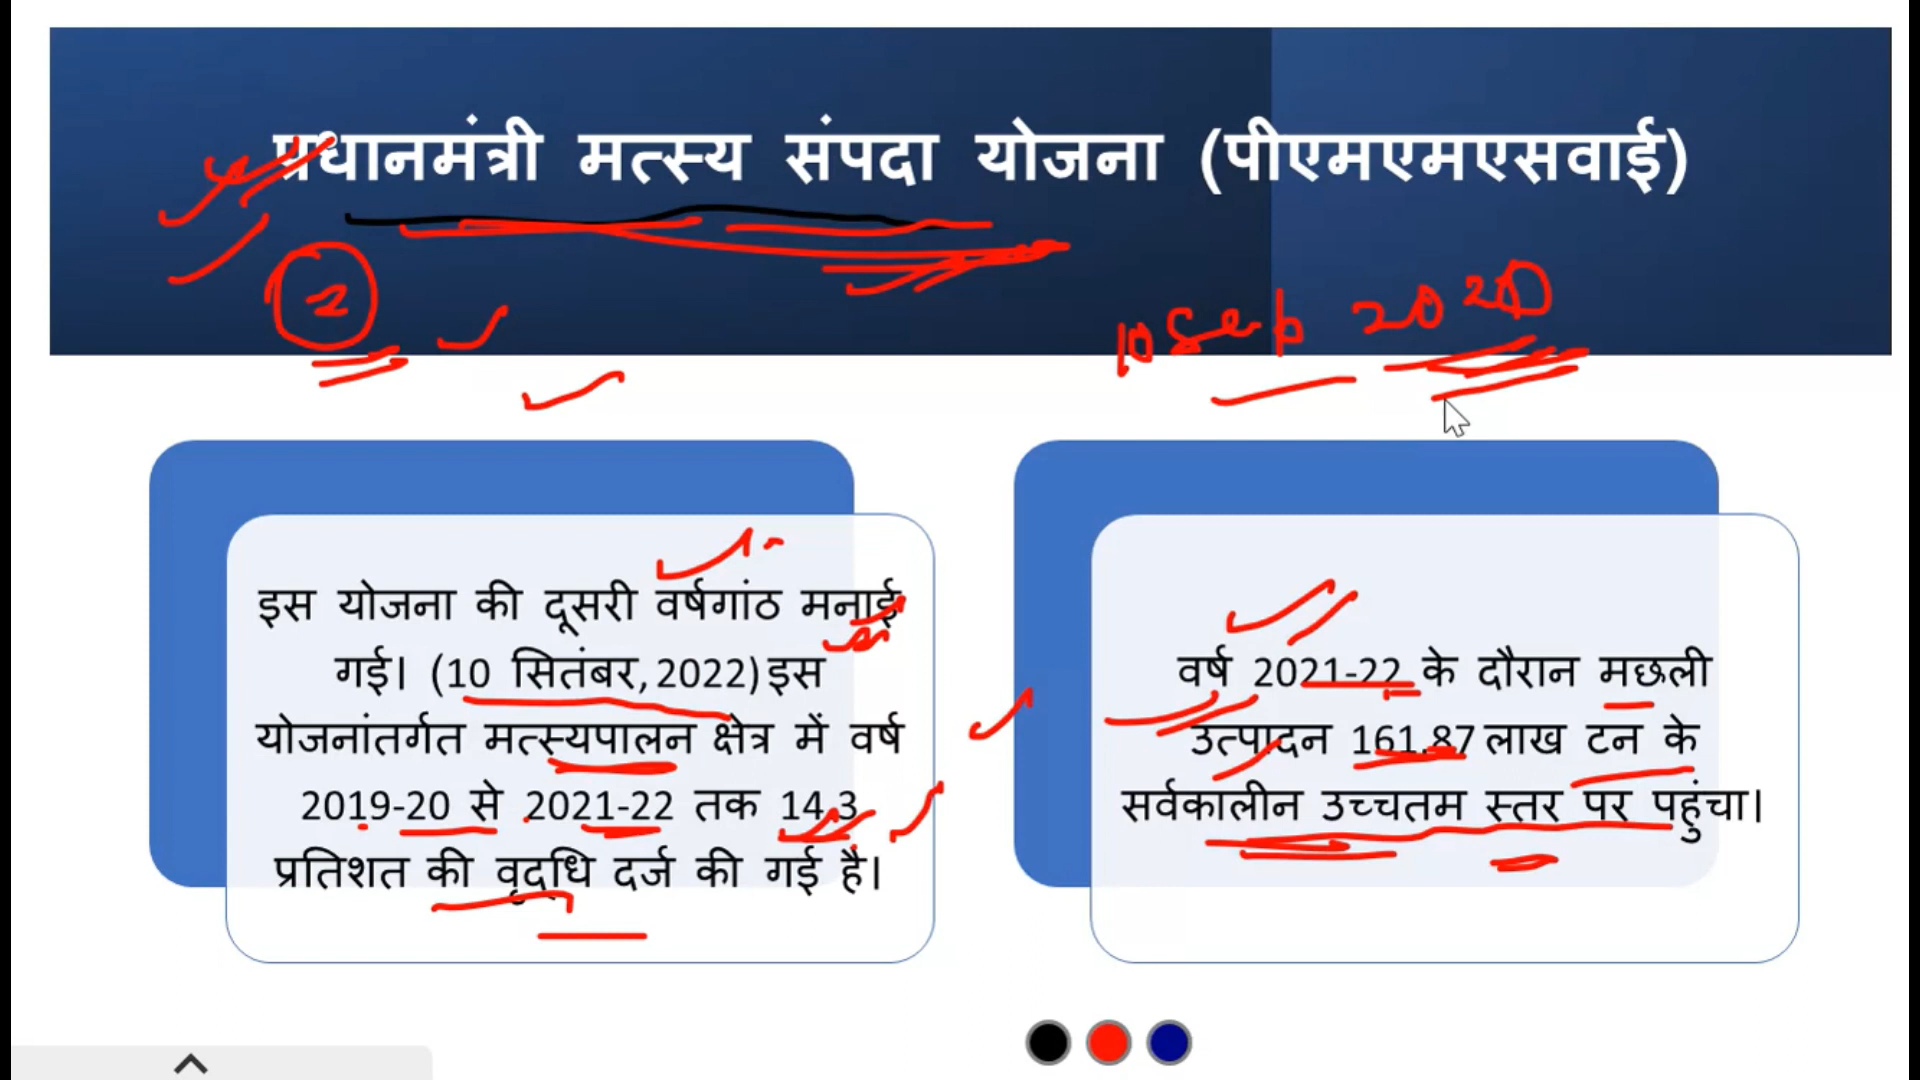 प्रधानमंत्री मत्स्य संपदा योजना (पीएमएमएसवाई)
2
10 Sep 2020
इस योजना की दूसरी वर्षगांठ मनाई
गई। (10 सितंबर,2022)इस
योजनांतर्गत मत्स्यपालन क्षेत्र में वर्ष
2019-20 से 2021-22 तक 14.3
प्रतिशत की वृद्धि दर्ज की गई है।
वर्ष 2021-22 के दौरान मछली
उत्पादन 161.87 लाख टन के
सर्वकालीन उच्चतम स्तर पर पहुंचा।